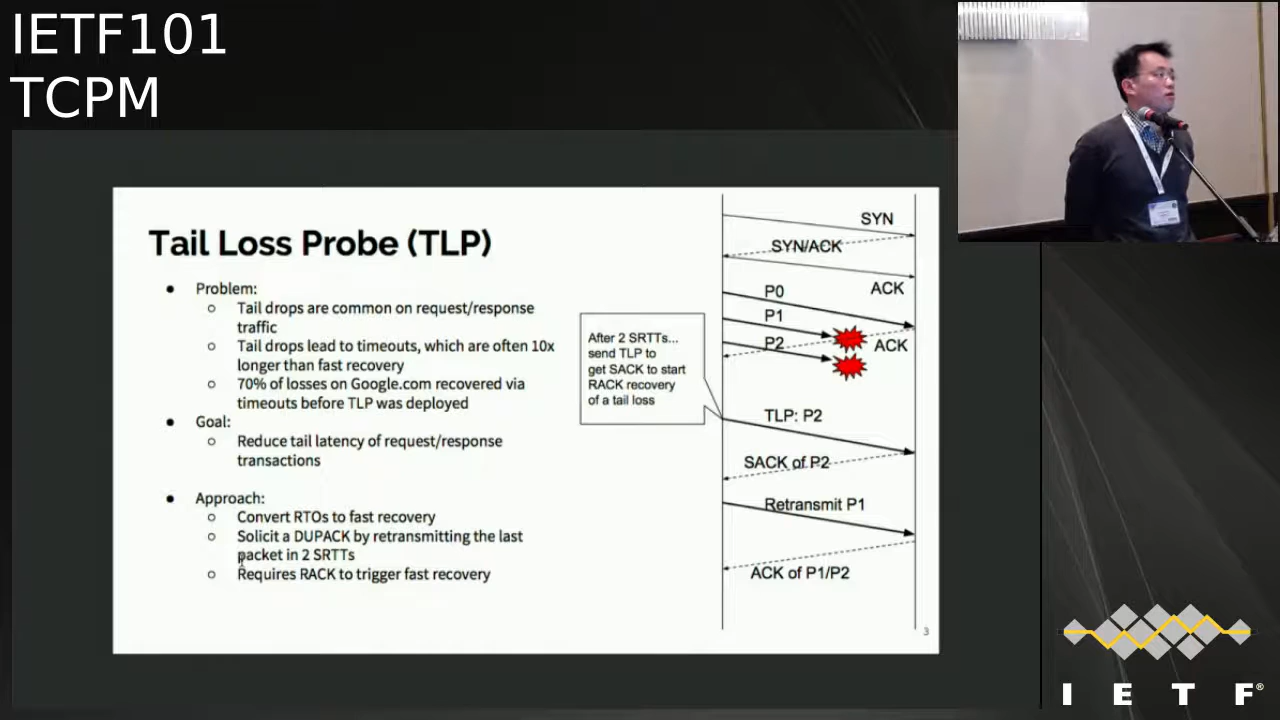 IETF101
TCPM
Tail Loss Probe (TLP)
Problem:
Tail drops are common on request/response
traffic
Tail drops lead to timeouts, which are often 10x
longer than fast recovery
70% of losses on Google.com recovered via
timeouts before TLP was deployed
Goal:
Reduce tail latency of request/response
transactions
Approach:
Convert RTOs to fast recovery
Solicit a DUPACK by retransmitting the last
packet in 2 SRTTs
Requires RACK to trigger fast recovery
After 2 SRTTs...
send TLP to
get SACK to start
RACK recovery
of a tail loss
SYN
SYN/ACK
ACK
P0
P1
P2
ACK
TLP: P2
SACK of P2
Retransmit P1
ACK of P1/P2
3
I E T F®